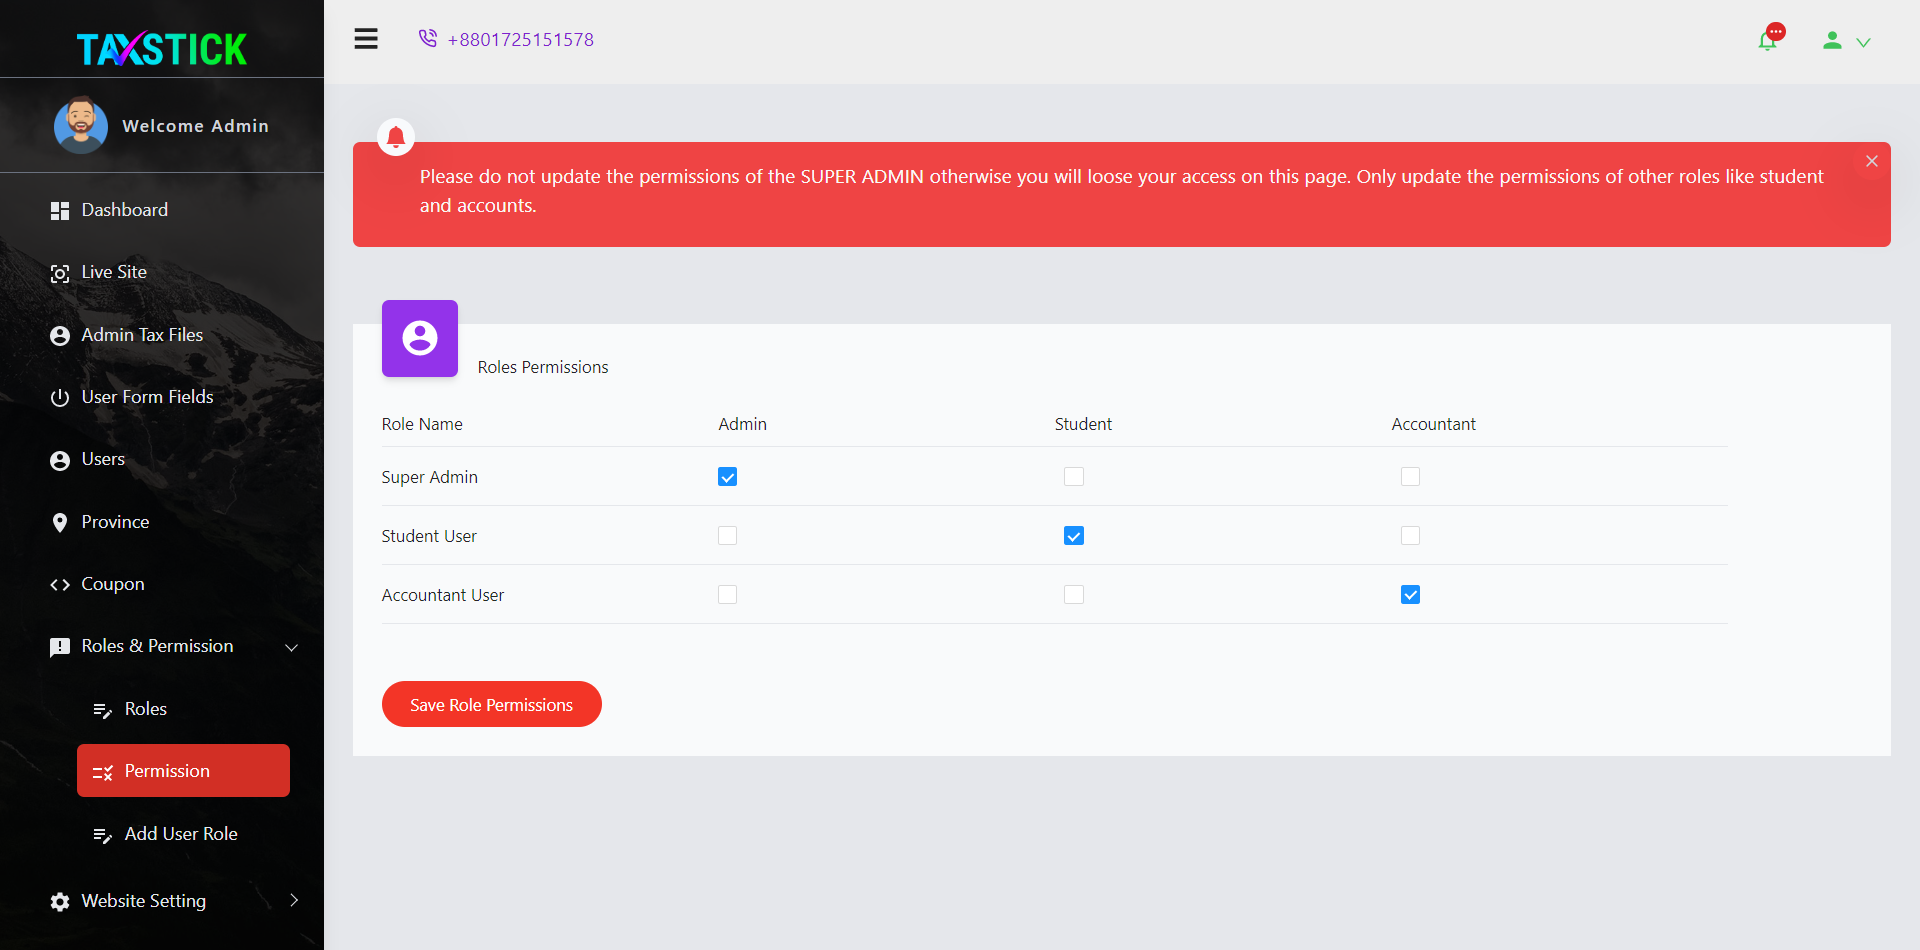 TAXSTICK
Welcome Admin
Dashboard
Live Site
Admin Tax Files
User Form Fields
Users
Province
Coupon
Roles & Permission
Roles
Permission
Add User Role
Website Setting
+8801725151578
Please do not update the permissions of the SUPER ADMIN otherwise you will loose your access on this page. Only update the permissions of other roles like student
and accounts.
Roles Permissions
Role Name Admin Student Accountant
Super Admin
Student User
Accountant User
Save Role Permissions